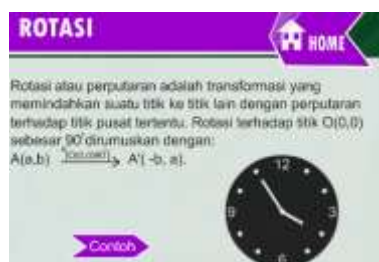 ROTASI
HOME
Rotasi atau perputaran adalah transformasi yang
memindahkan suatu titik ke titik lain dengan perputaran
terhadap titik pusat tertentu. Rotasi terhadap titik O(0,0)
sebesar 90°dirumuskan dengan:
A(a,b) → A'( -b, a).
12
9
3
6
Contoh